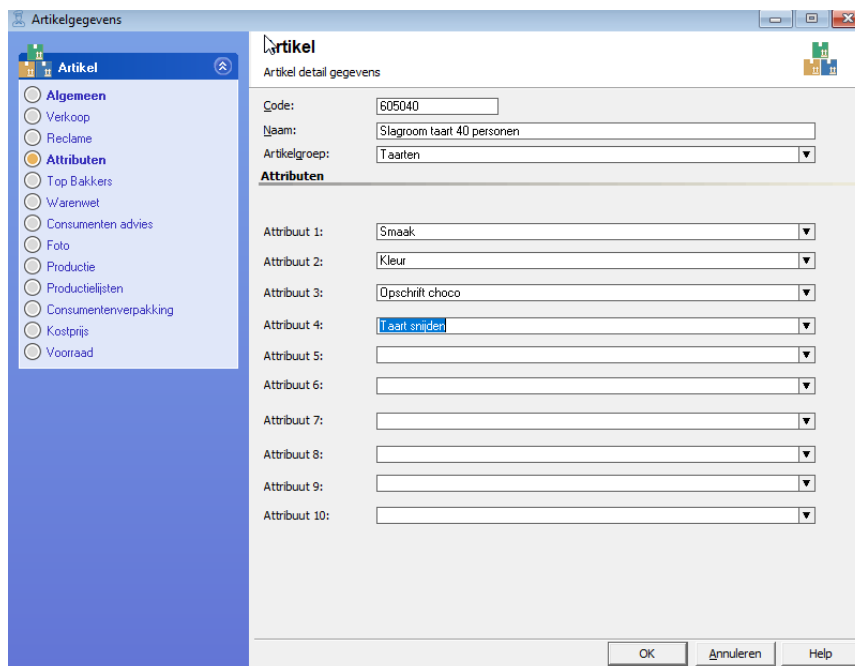 Artikelgegevens
Artikel
Algemeen
Verkoop
Reclame
Attributen
Top Bakkers
Warenwet
Consumenten advies
Foto
Productie
Productielijsten
Consumentenverpakking
Kostprijs
Voorraad
Artikel
Artikel detail gegevens
Code: 605040
Naam: Slagroom taart 40 personen
Artikelgroep: Taarten
Attributen
Attribuut 1: Smaak
Attribuut 2: Kleur
Attribuut 3: Opschrift choco
Attribuut 4: Taart snijden
Attribuut 5:
Attribuut 6:
Attribuut 7:
Attribuut 8:
Attribuut 9:
Attribuut 10:
OK Annuleren Help